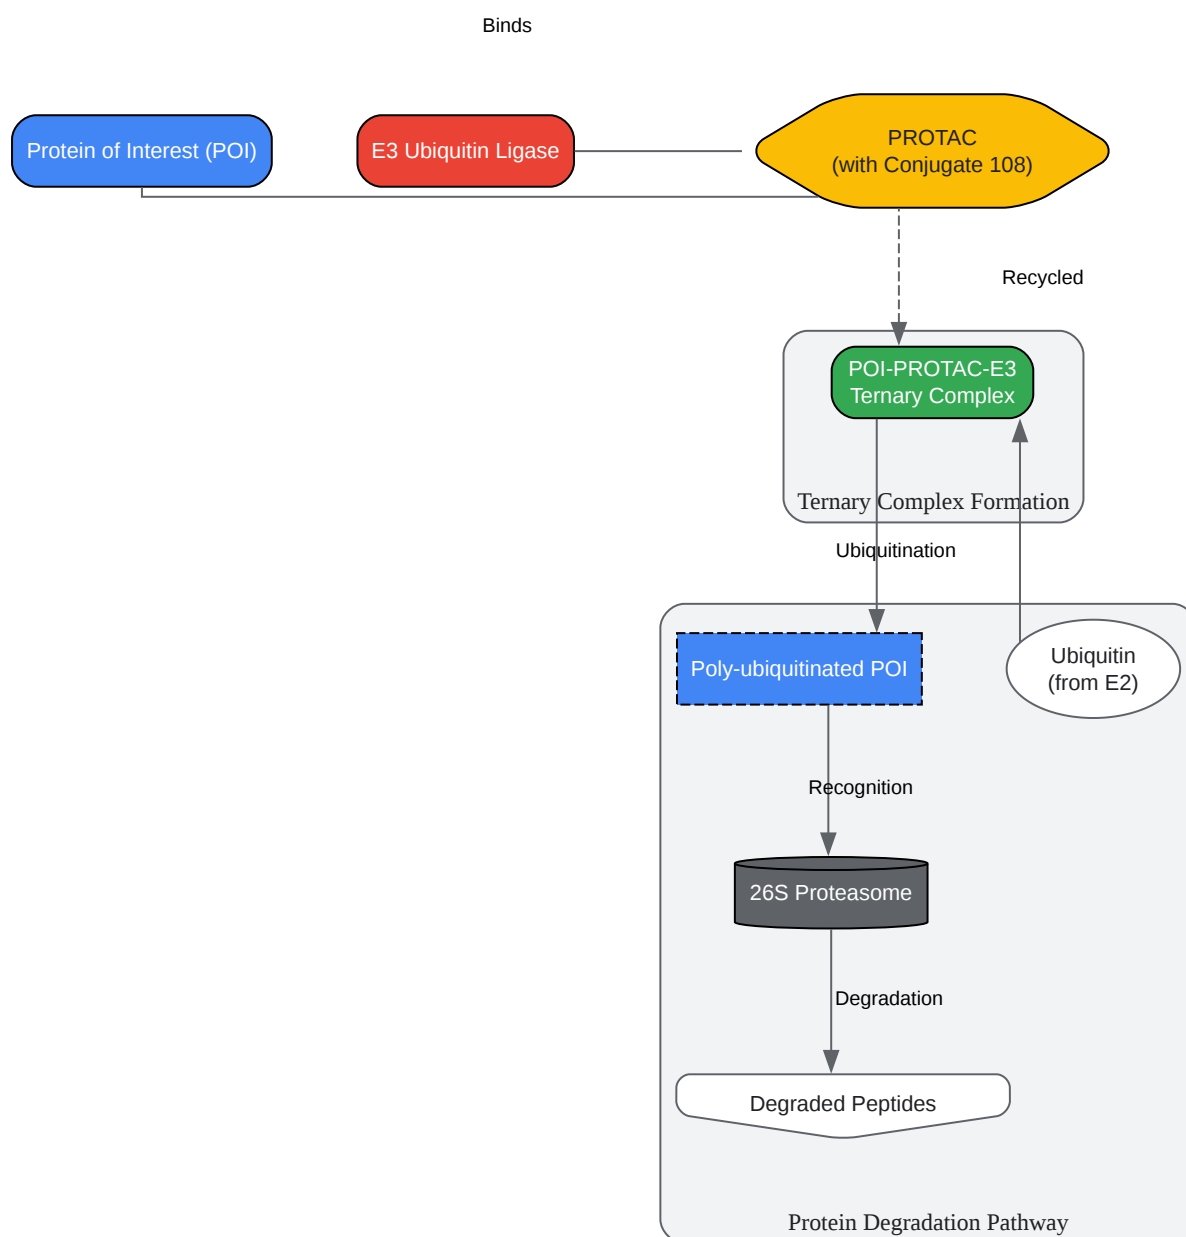 Binds
Protein of Interest (POI)
E3 Ubiquitin Ligase
PROTAC
(with Conjugate 108)
Recycled
POI-PROTAC-E3
Ternary Complex
Ternary Complex Formation
Ubiquitination
Poly-ubiquitinated POI
Ubiquitin
(from E2)
Recognition
26S Proteasome
Degradation
Degraded Peptides
Protein Degradation Pathway